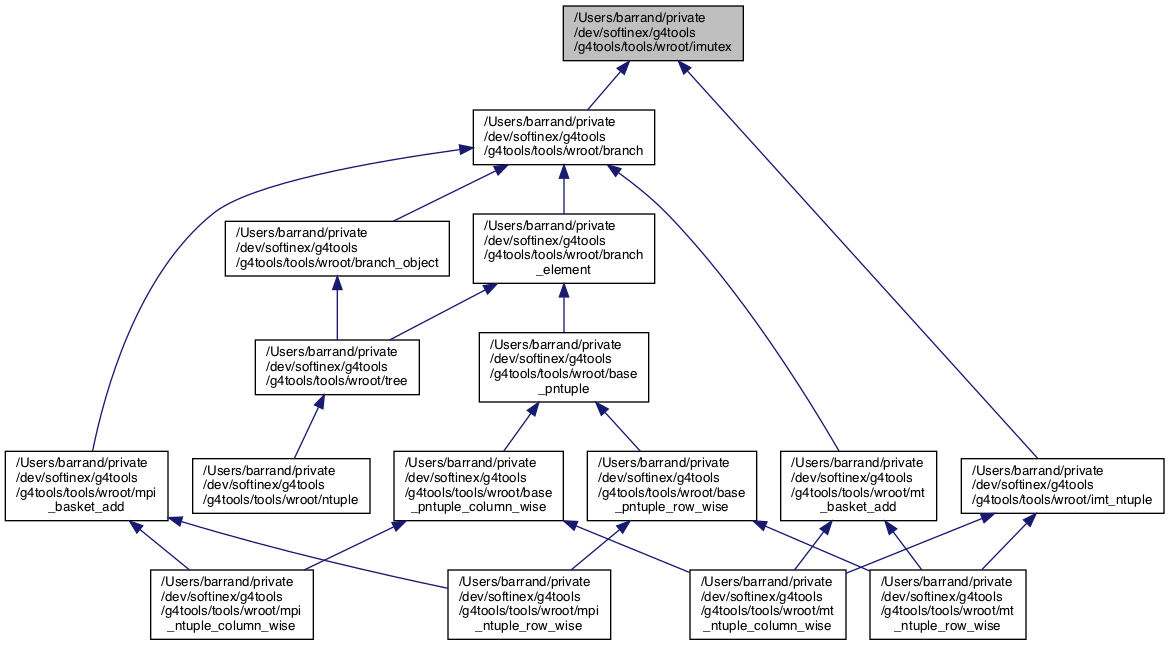 /Users/barrand/private
/dev/softinex/g4tools
/g4tools/tools/wroot/imutex
/Users/barrand/private
/dev/softinex/g4tools
/g4tools/tools/wroot/branch
/Users/barrand/private
/dev/softinex/g4tools
/g4tools/tools/wroot/branch_object
/Users/barrand/private
/dev/softinex/g4tools
/g4tools/tools/wroot/branch
_element
/Users/barrand/private
/dev/softinex/g4tools
/g4tools/tools/wroot/tree
/Users/barrand/private
/dev/softinex/g4tools
/g4tools/tools/wroot/base
_pntuple
/Users/barrand/private
/dev/softinex/g4tools
/g4tools/tools/wroot/mpi
_basket_add
/Users/barrand/private
/dev/softinex/g4tools
/g4tools/tools/wroot/ntuple
/Users/barrand/private
/dev/softinex/g4tools
/g4tools/tools/wroot/base
_pntuple_column_wise
/Users/barrand/private
/dev/softinex/g4tools
/g4tools/tools/wroot/base
_pntuple_row_wise
/Users/barrand/private
/dev/softinex/g4tools
/g4tools/tools/wroot/mt
_basket_add
/Users/barrand/private
/dev/softinex/g4tools
/g4tools/tools/wroot/imt_ntuple
/Users/barrand/private
/dev/softinex/g4tools
/g4tools/tools/wroot/mpi
_ntuple_column_wise
/Users/barrand/private
/dev/softinex/g4tools
/g4tools/tools/wroot/mpi
_ntuple_row_wise
/Users/barrand/private
/dev/softinex/g4tools
/g4tools/tools/wroot/mt
_ntuple_column_wise
/Users/barrand/private
/dev/softinex/g4tools
/g4tools/tools/wroot/mt
_ntuple_row_wise